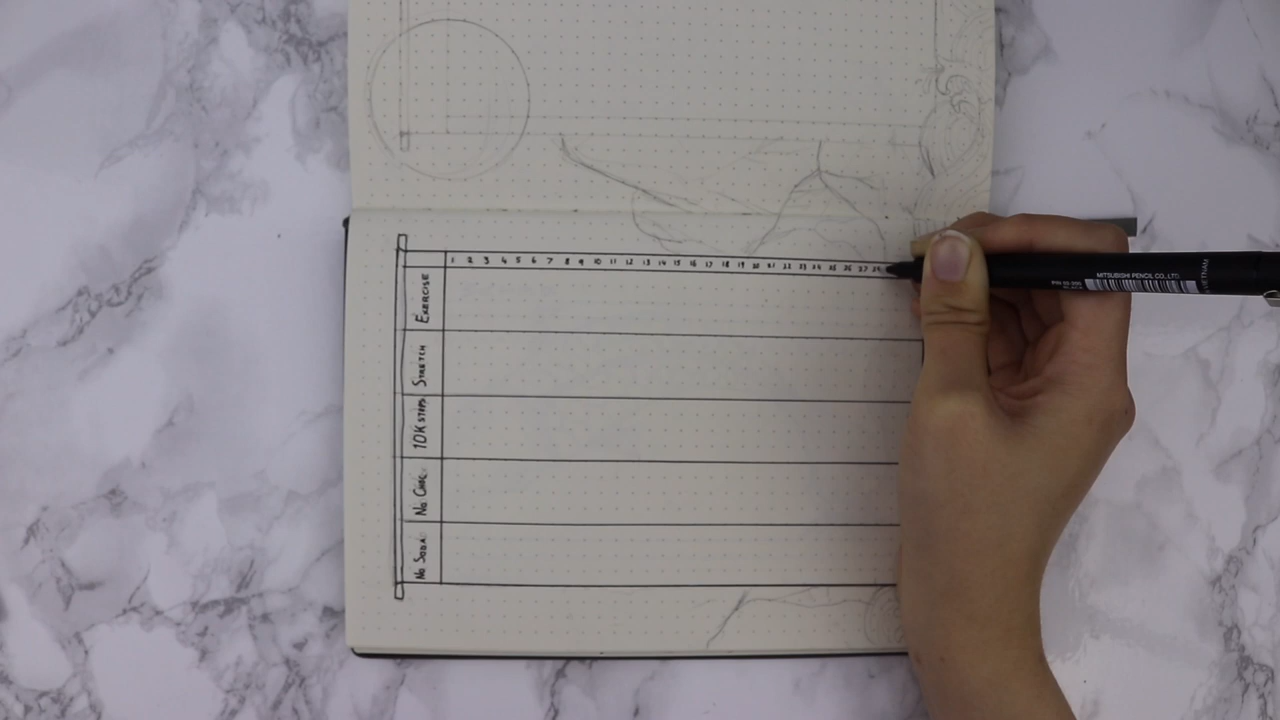 1 2 3 4 5 6 7 8 9 10 11 12 13 14 15 16 17 18 19 20 21 22 23 24 25 26 27 28
EXERCISE
STRETCH
10K STEPS
NO
NO SODA
MITSUBISHI PENCIL CO., LTD.
VIETNAM